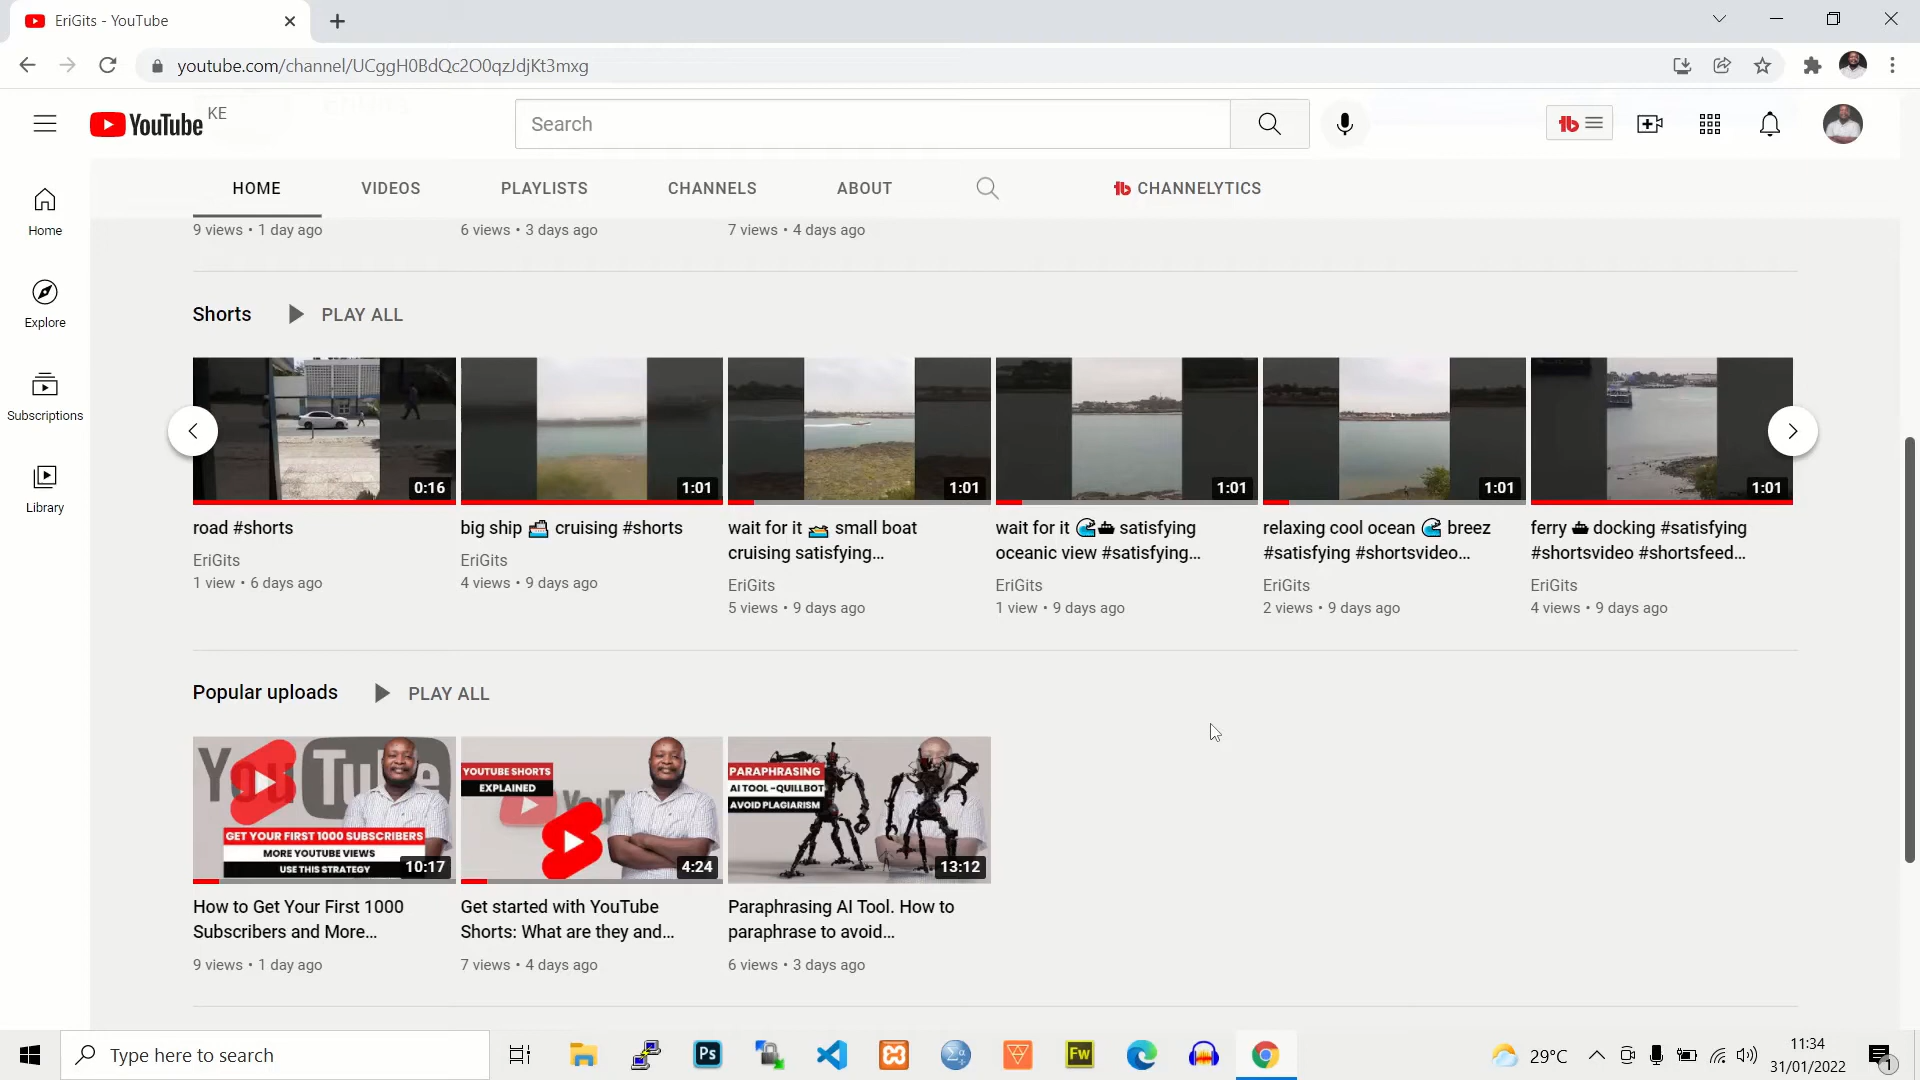 EriGits - YouTube
youtube.com/channel/UCggH0BdQc2O0qzJdjKt3mxg
YouTube KE
Search
HOME VIDEOS PLAYLISTS CHANNELS ABOUT CHANNELYTICS
Home
Explore
Subscriptions
Library
9 views • 1 day ago
6 views • 3 days ago
7 views • 4 days ago
Shorts PLAY ALL
0:16
road #shorts
EriGits
1 view • 6 days ago
1:01
big ship 🚢 cruising #shorts
EriGits
4 views • 9 days ago
1:01
wait for it 🚤 small boat
cruising satisfying...
EriGits
5 views • 9 days ago
1:01
wait for it 🌊🛳 satisfying
oceanic view #satisfying...
EriGits
1 view • 9 days ago
1:01
relaxing cool ocean 🌊 breez
#satisfying #shortsvideo...
EriGits
2 views • 9 days ago
1:01
ferry 🛳 docking #satisfying
#shortsvideo #shortsfeed...
EriGits
4 views • 9 days ago
Popular uploads PLAY ALL
YouTube
GET YOUR FIRST 1000 SUBSCRIBERS
MORE YOUTUBE VIEWS
USE THIS STRATEGY
10:17
How to Get Your First 1000
Subscribers and More...
9 views • 1 day ago
YOUTUBE SHORTS
EXPLAINED
4:24
Get started with YouTube
Shorts: What are they and...
7 views • 4 days ago
PARAPHRASING
AI TOOL -QUILLBOT
AVOID PLAGIARISM
13:12
Paraphrasing AI Tool. How to
paraphrase to avoid...
6 views • 3 days ago
Type here to search
Ps
Fw
29°C
11:34
31/01/2022
1